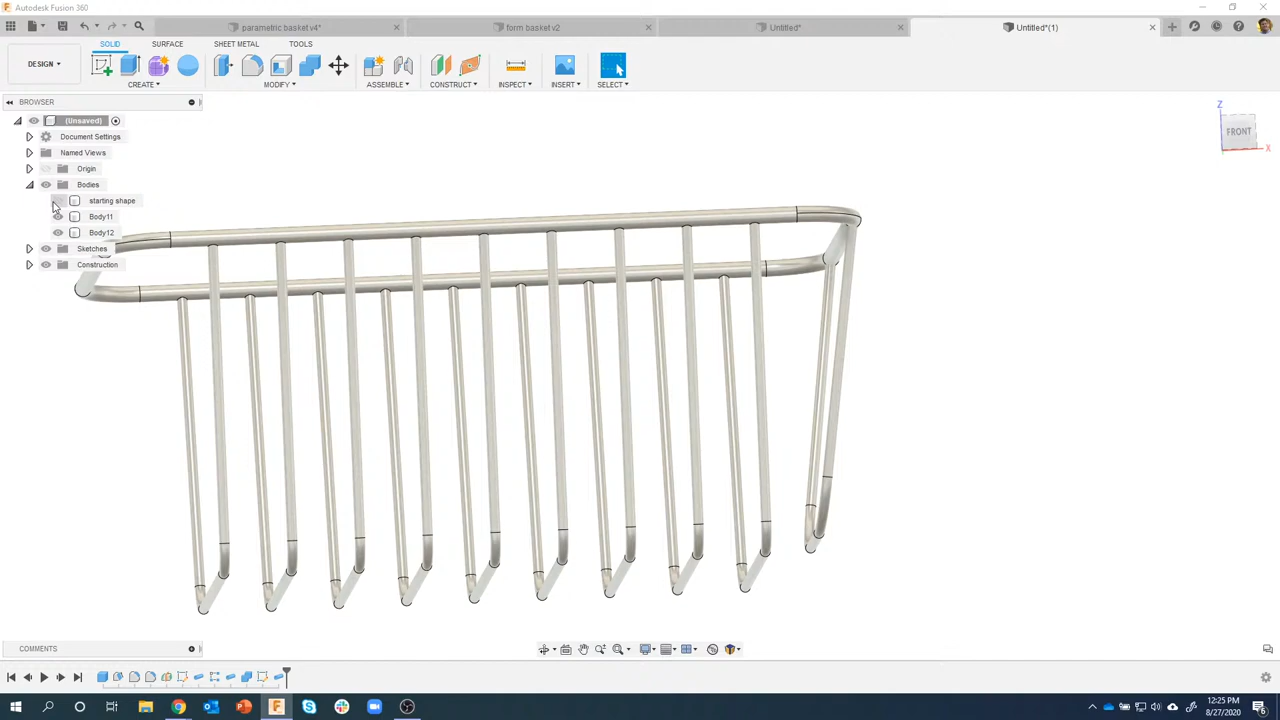 Autodesk Fusion 360
parametric basket v4*
form basket v2
Untitled*
Untitled*(1)
DESIGN
SOLID
SURFACE
SHEET METAL
TOOLS
CREATE
MODIFY
ASSEMBLE
CONSTRUCT
INSPECT
INSERT
SELECT
BROWSER
(Unsaved)
Document Settings
Named Views
Origin
Bodies
starting shape
Body11
Body12
Sketches
Construction
Z
FRONT
X
COMMENTS
12:25 PM
8/27/2020
6